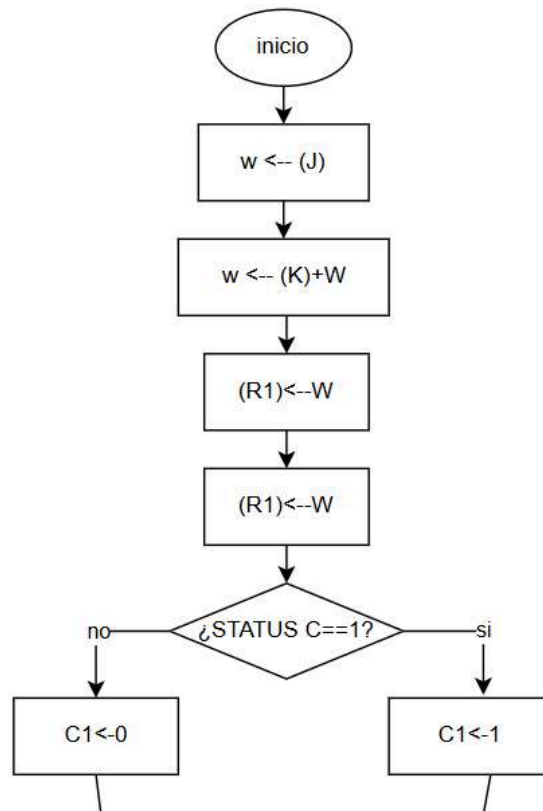 inicio
w <-- (J)
w <-- (K)+W
(R1)<--W
(R1)<--W
¿STATUS C==1?
no
si
C1<-0
C1<-1